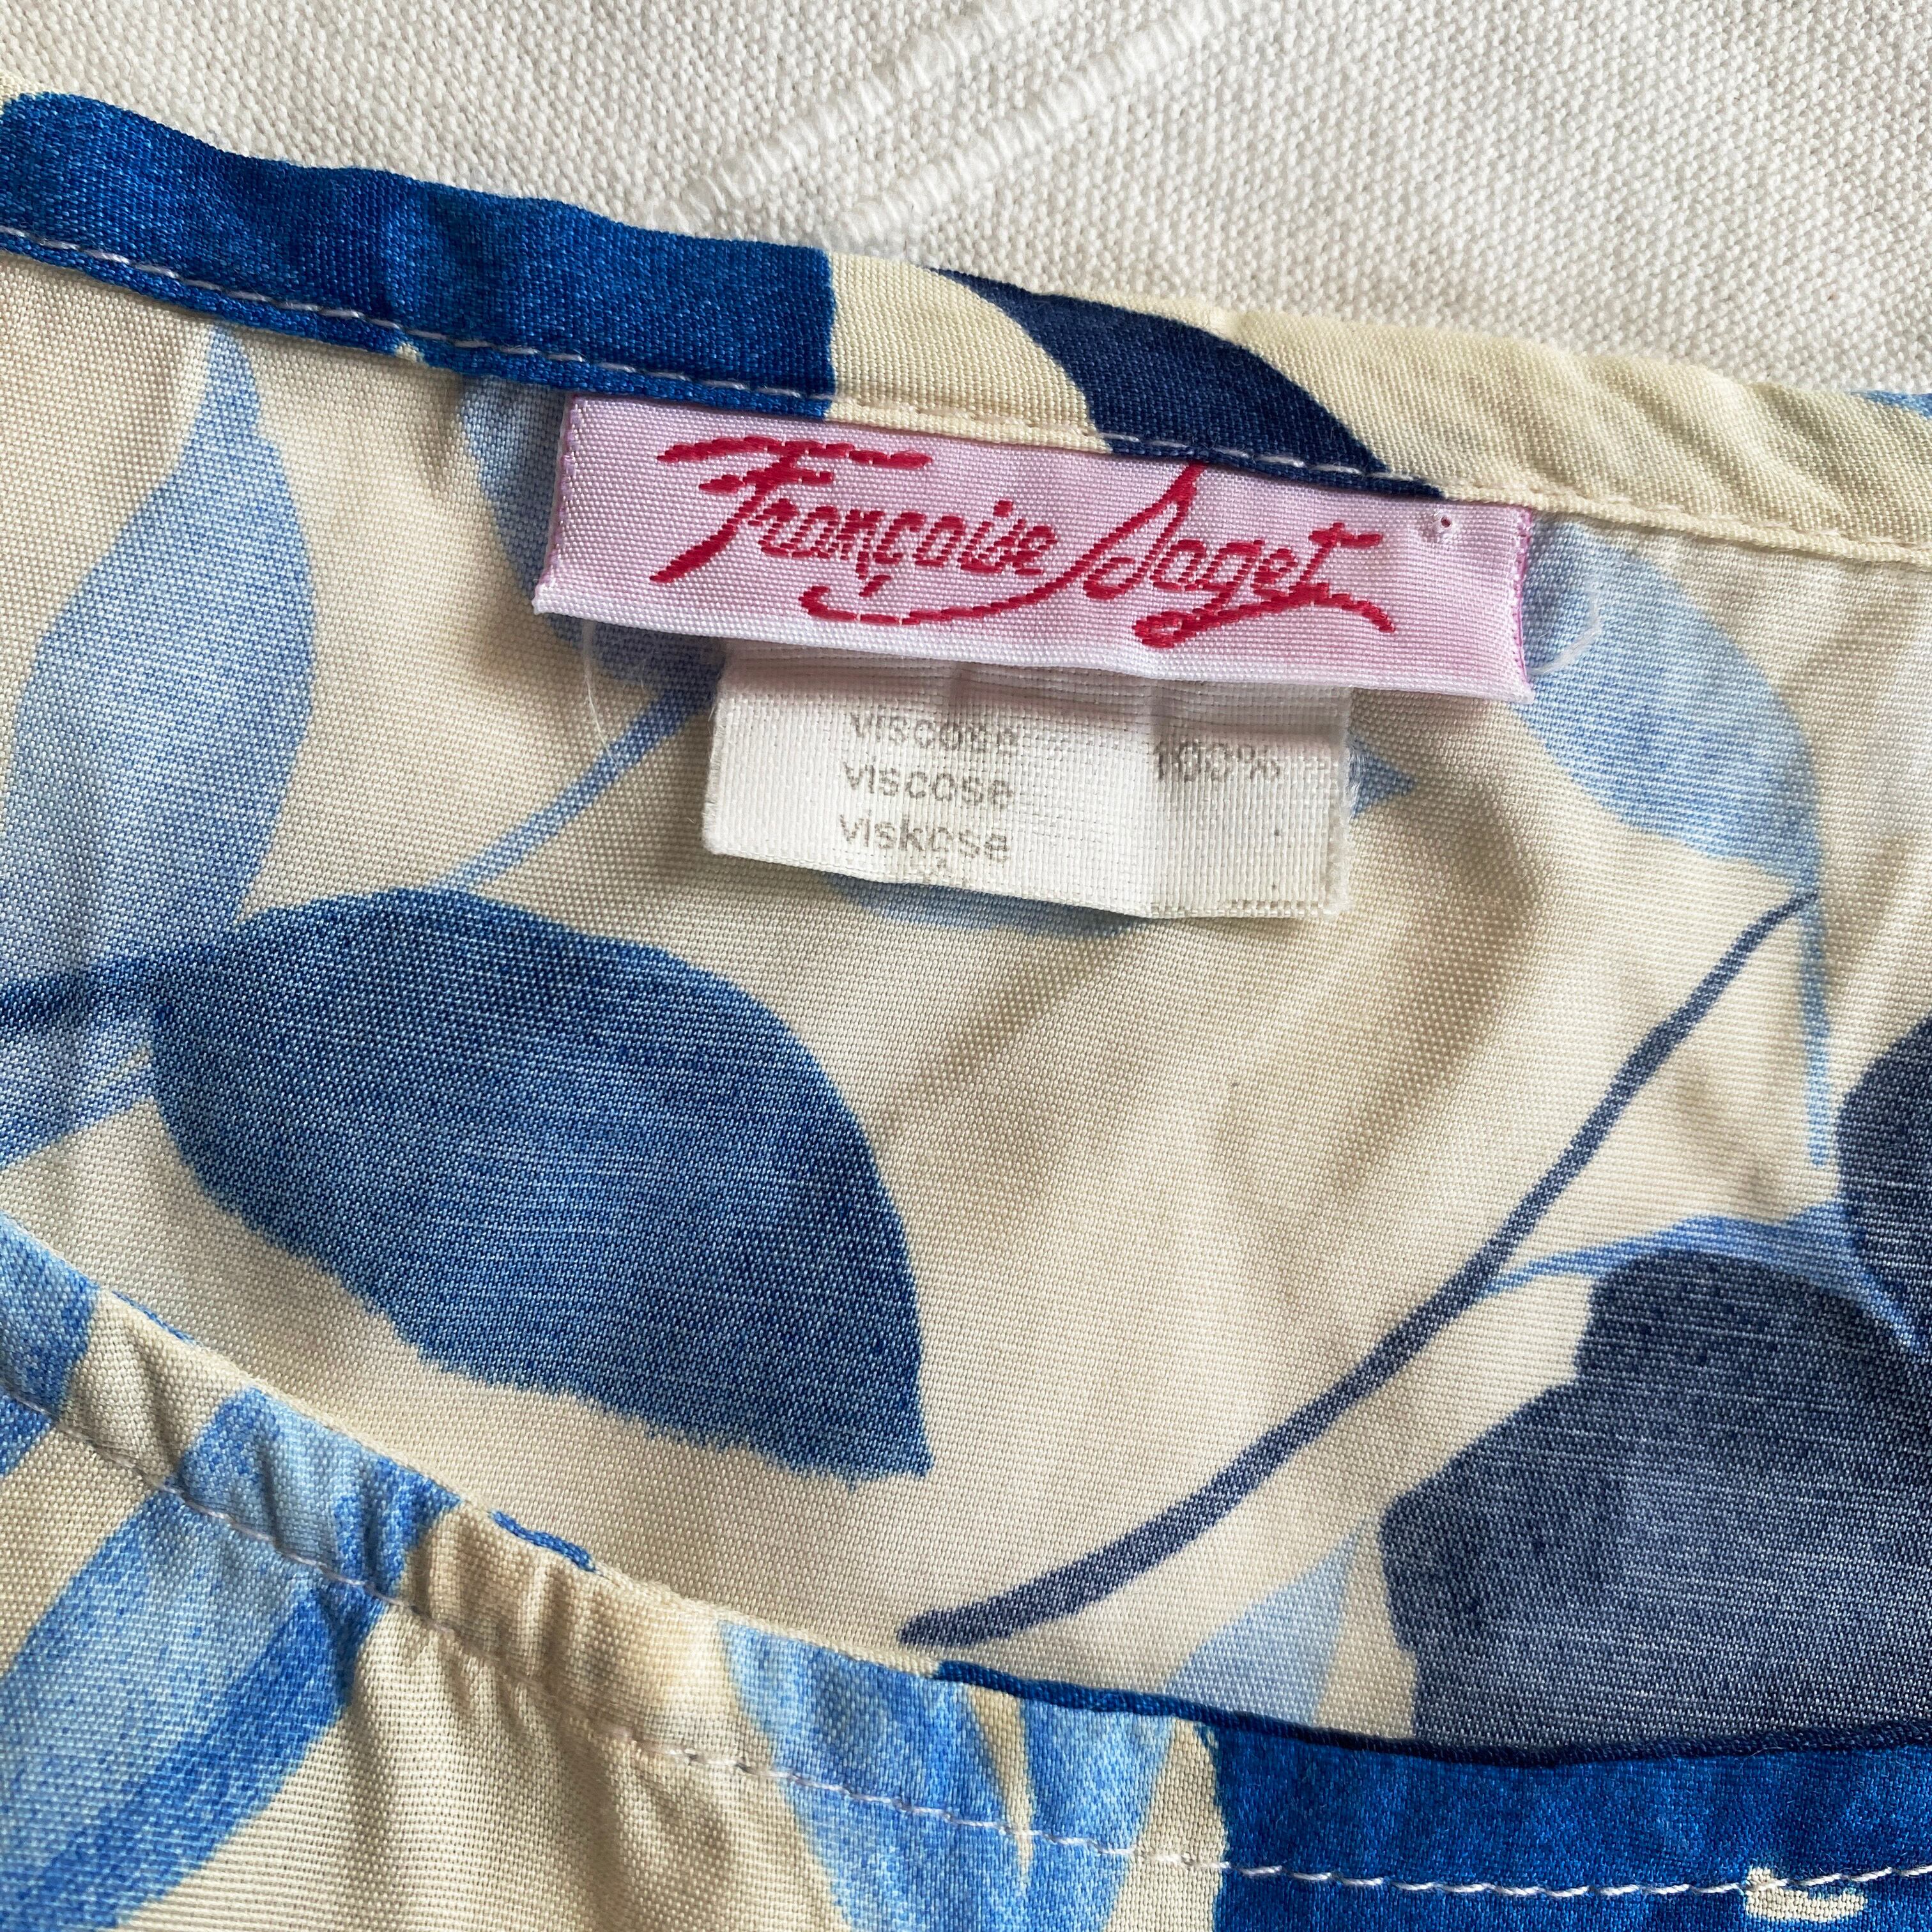 Françoise Saget
viscose 100%
viscose
viskose